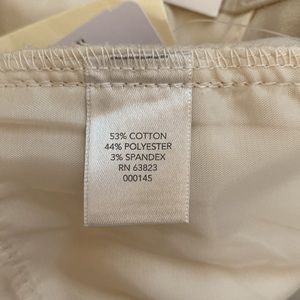 53% COTTON
44% POLYESTER
3% SPANDEX
RN 63823
000145